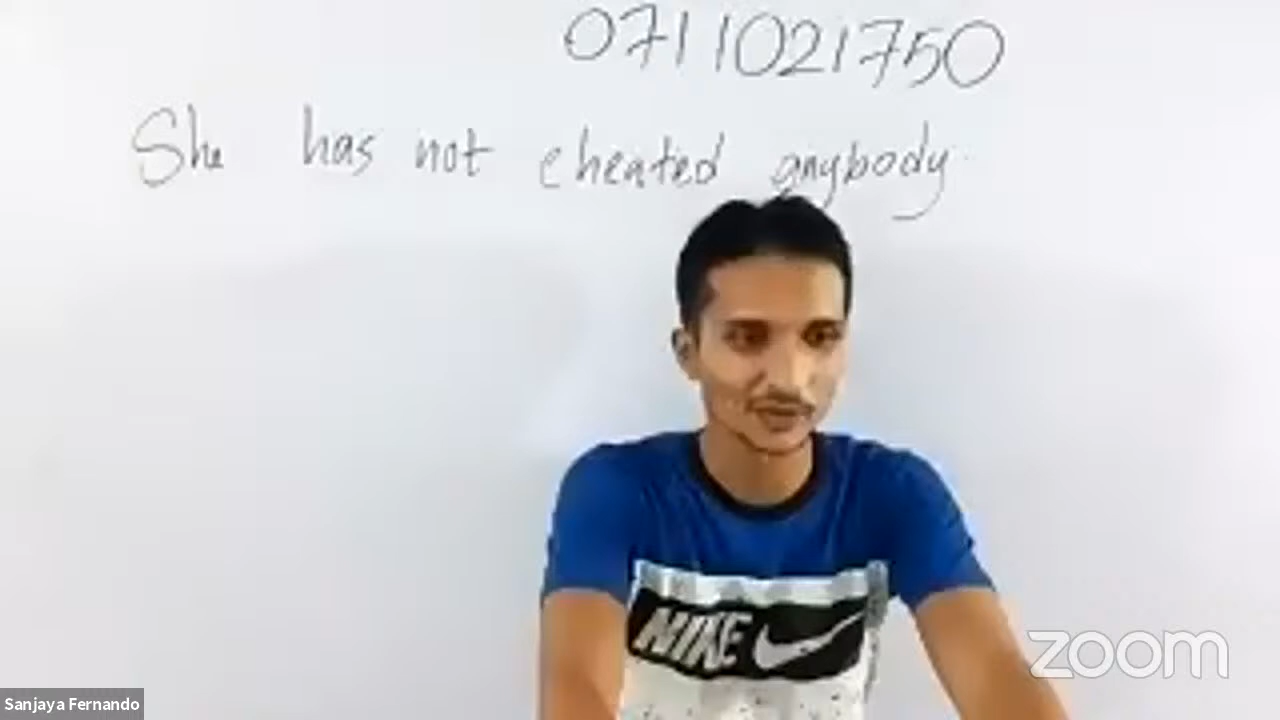 0711021750
She has not cheated anybody.
NIKE
zoom
Sanjaya Fernando